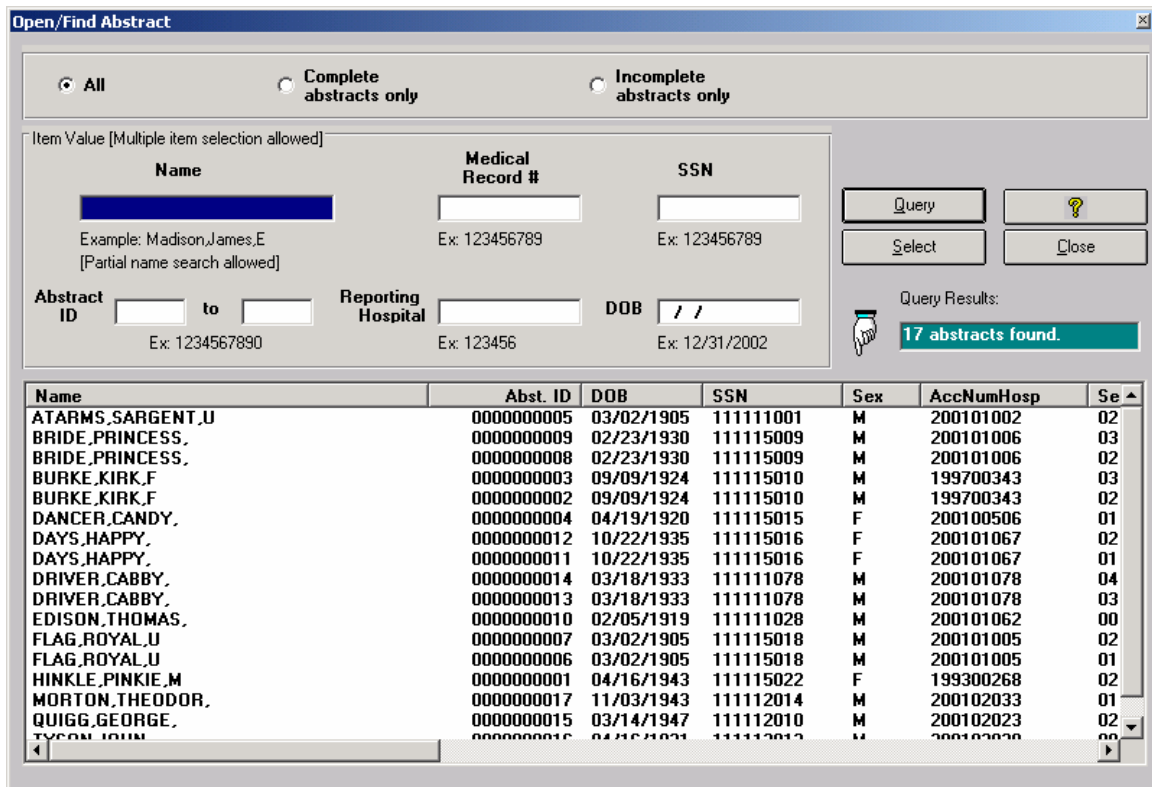 Open/Find Abstract
All
Complete abstracts only
Incomplete abstracts only
Item Value [Multiple item selection allowed]
Name
Medical Record #
SSN
Example: Madison,James,E
[Partial name search allowed]
Ex: 123456789
Ex: 123456789
Query
Select
Close
Abstract ID
to
Reporting Hospital
DOB
/ /
Ex: 1234567890
Ex: 123456
Ex: 12/31/2002
Query Results:
17 abstracts found.
Name Abst. ID DOB SSN Sex AccNumHosp Se
ATARMS,SARGENT,U 0000000005 03/02/1905 111111001 M 200101002 02
BRIDE,PRINCESS, 0000000009 02/23/1930 111115009 M 200101006 03
BRIDE,PRINCESS, 0000000008 02/23/1930 111115009 M 200101006 02
BURKE,KIRK,F 0000000003 09/09/1924 111115010 M 199700343 03
BURKE,KIRK,F 0000000002 09/09/1924 111115010 M 199700343 02
DANCER,CANDY, 0000000004 04/19/1920 111115015 F 200100506 01
DAYS,HAPPY, 0000000012 10/22/1935 111115016 F 200101067 02
DAYS,HAPPY, 0000000011 10/22/1935 111115016 F 200101067 01
DRIVER,CABBY, 0000000014 03/18/1933 111111078 M 200101078 04
DRIVER,CABBY, 0000000013 03/18/1933 111111078 M 200101078 03
EDISON,THOMAS, 0000000010 02/05/1919 111111028 M 200101062 00
FLAG,ROYAL,U 0000000007 03/02/1905 111115018 M 200101005 02
FLAG,ROYAL,U 0000000006 03/02/1905 111115018 M 200101005 01
HINKLE,PINKIE,M 0000000001 04/16/1943 111115022 F 199300268 02
MORTON,THEODOR, 0000000017 11/03/1943 111112014 M 200102033 01
QUIGG,GEORGE, 0000000015 03/14/1947 111112010 M 200102023 02